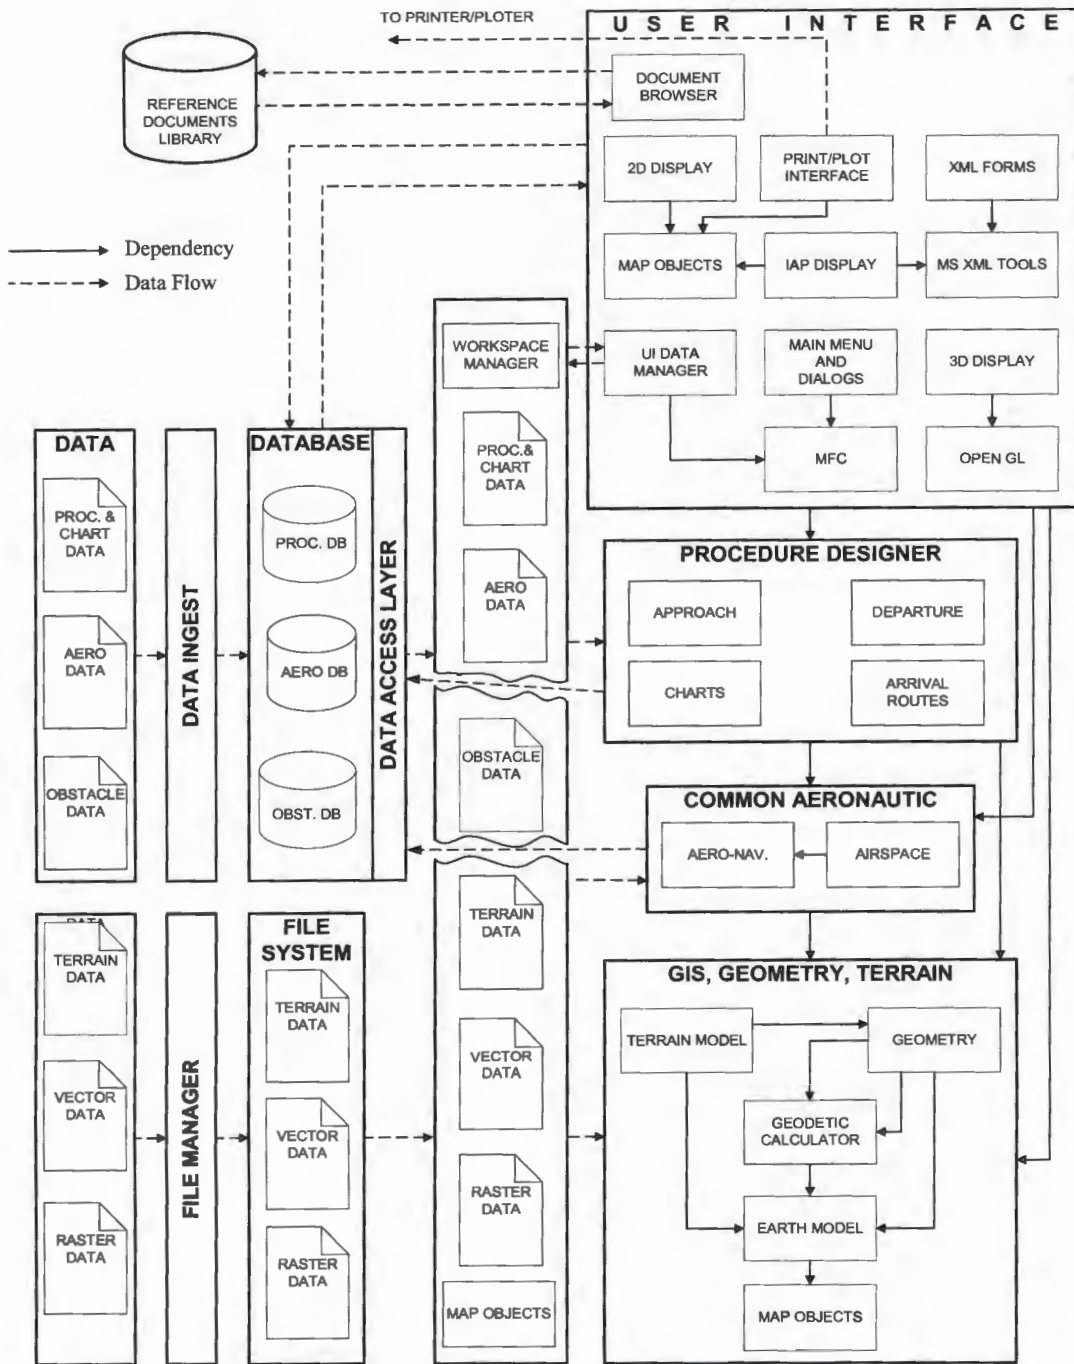 TO PRINTER/PLOTER
USER INTERFACE
REFERENCE
DOCUMENTS
LIBRARY
DOCUMENT
BROWSER
2D DISPLAY
PRINT/PLOT
INTERFACE
XML FORMS
Dependency
Data Flow
MAP OBJECTS
IAP DISPLAY
MS XML TOOLS
WORKSPACE
MANAGER
UI DATA
MANAGER
MAIN MENU
AND
DIALOGS
3D DISPLAY
MFC
OPEN GL
DATA
PROC. &
CHART
DATA
AERO
DATA
OBSTACLE
DATA
DATA INGEST
DATABASE
PROC. DB
AERO DB
OBST. DB
DATA ACCESS LAYER
PROC.&
CHART
DATA
AERO
DATA
OBSTACLE
DATA
PROCEDURE DESIGNER
APPROACH
DEPARTURE
CHARTS
ARRIVAL
ROUTES
COMMON AERONAUTIC
AERO-NAV.
AIRSPACE
DATA
TERRAIN
DATA
VECTOR
DATA
RASTER
DATA
FILE MANAGER
FILE
SYSTEM
TERRAIN
DATA
VECTOR
DATA
RASTER
DATA
TERRAIN
DATA
VECTOR
DATA
RASTER
DATA
MAP OBJECTS
GIS, GEOMETRY, TERRAIN
TERRAIN MODEL
GEOMETRY
GEODETIC
CALCULATOR
EARTH MODEL
MAP OBJECTS